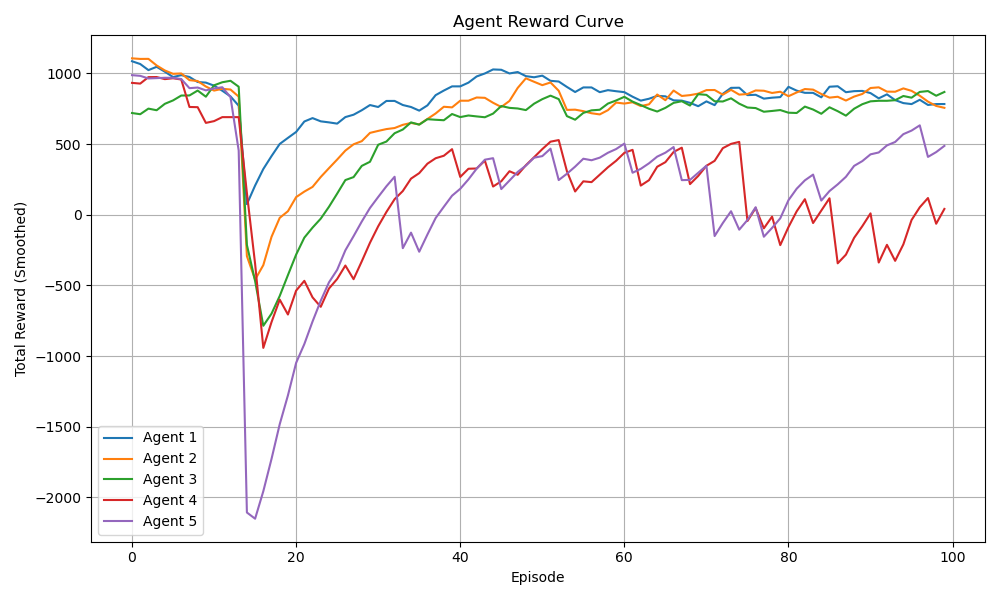 Agent Reward Curve
Total Reward (Smoothed)
1000
500
0
−500
−1000
−1500
−2000
Agent 1
Agent 2
Agent 3
Agent 4
Agent 5
0 20 40 60 80 100
Episode